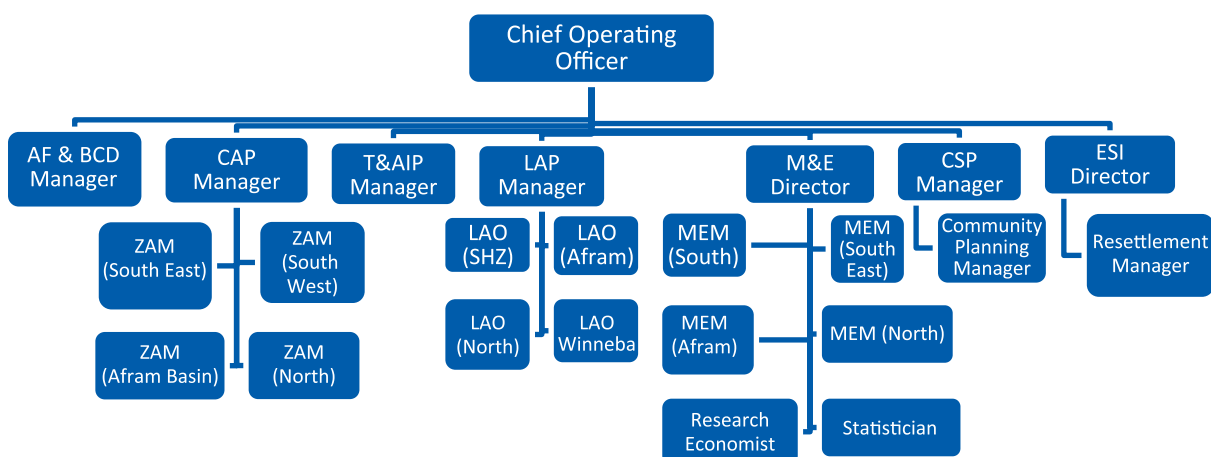 Chief Operating
Officer
AF & BCD
Manager
CAP
Manager
T&AIP
Manager
LAP
Manager
M&E
Director
CSP
Manager
ESI
Director
ZAM
(South East)
ZAM
(South
West)
ZAM
(Afram Basin)
ZAM
(North)
LAO
(SHZ)
LAO
(Afram)
LAO
(North)
LAO
Winneba
MEM
(South)
MEM
(South
East)
MEM
(Afram)
MEM (North)
Research
Economist
Statistician
Community
Planning
Manager
Resettlement
Manager